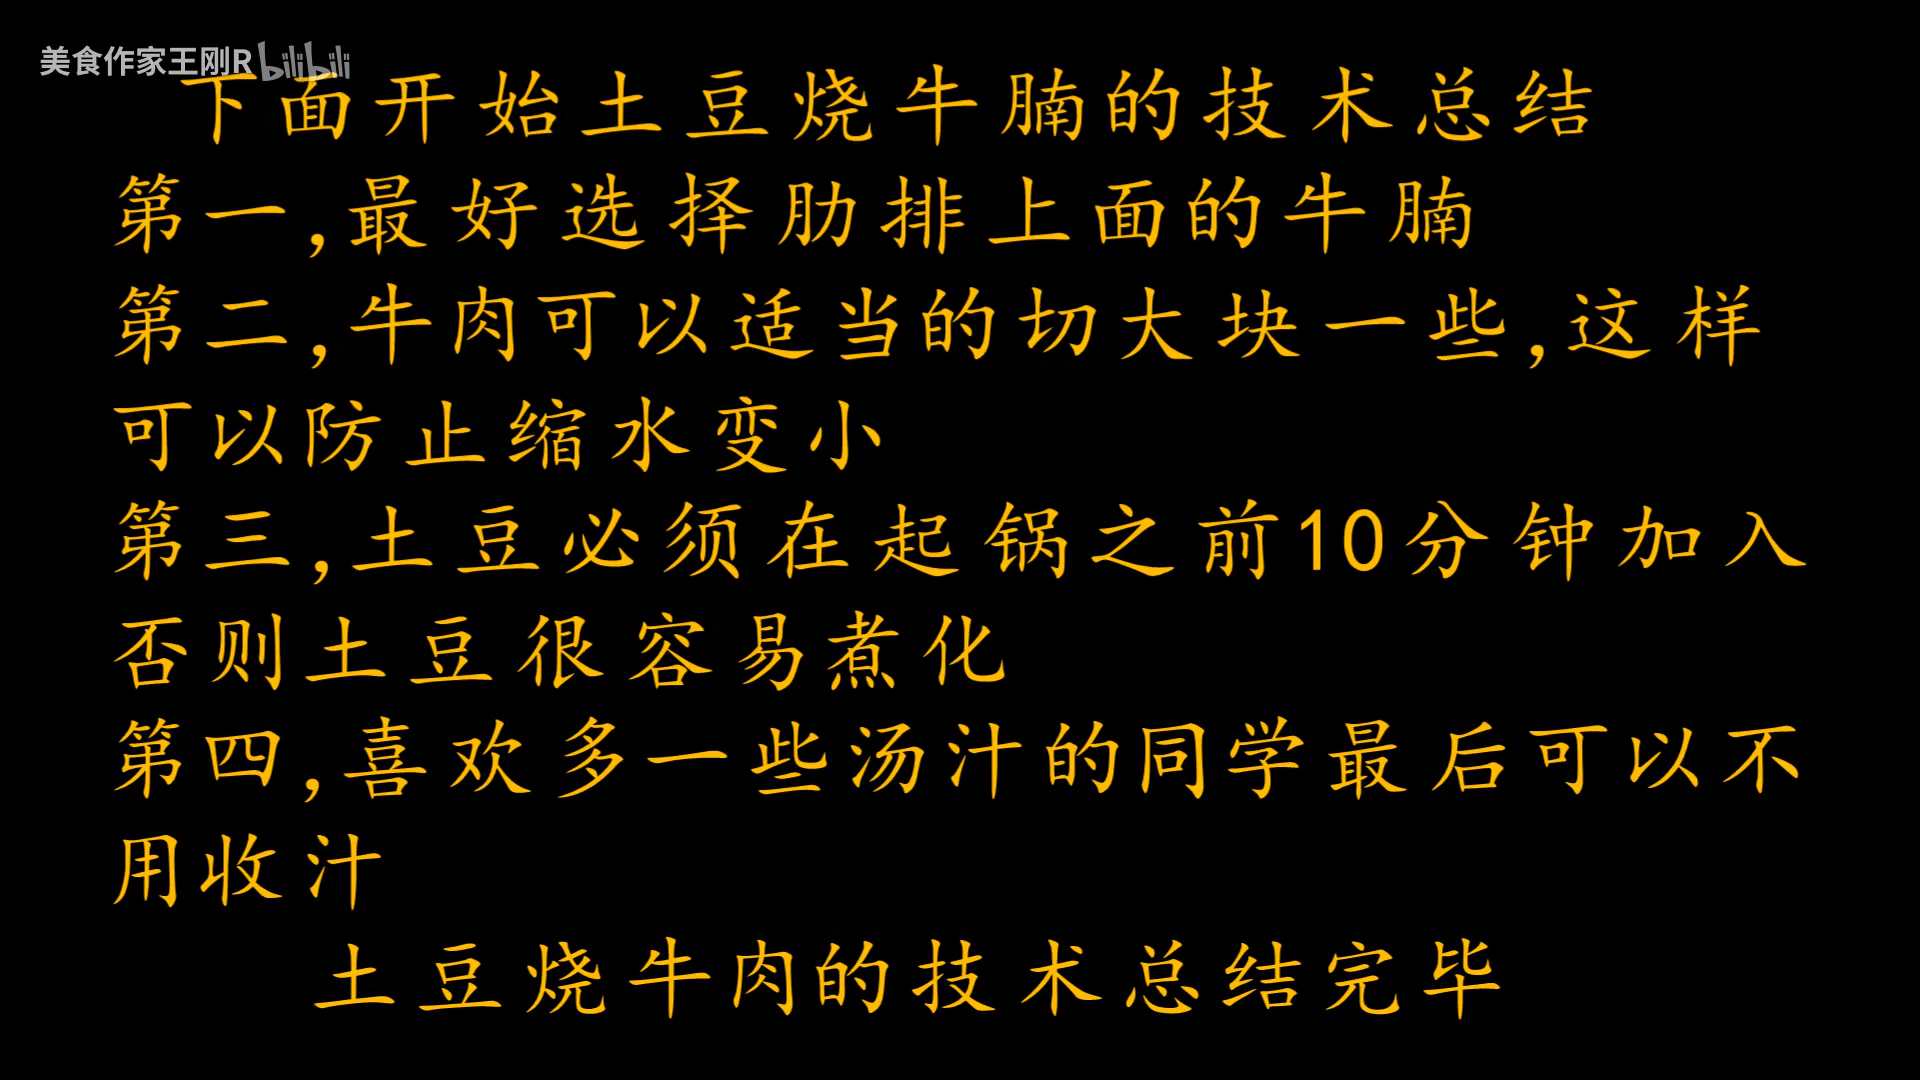 美食作家王刚R bilibili
下面开始土豆烧牛腩的技术总结
第一,最好选择肋排上面的牛腩
第二,牛肉可以适当的切大块一些,这样
可以防止缩水变小
第三,土豆必须在起锅之前10分钟加入
否则土豆很容易煮化
第四,喜欢多一些汤汁的同学最后可以不
用收汁
土豆烧牛肉的技术总结完毕